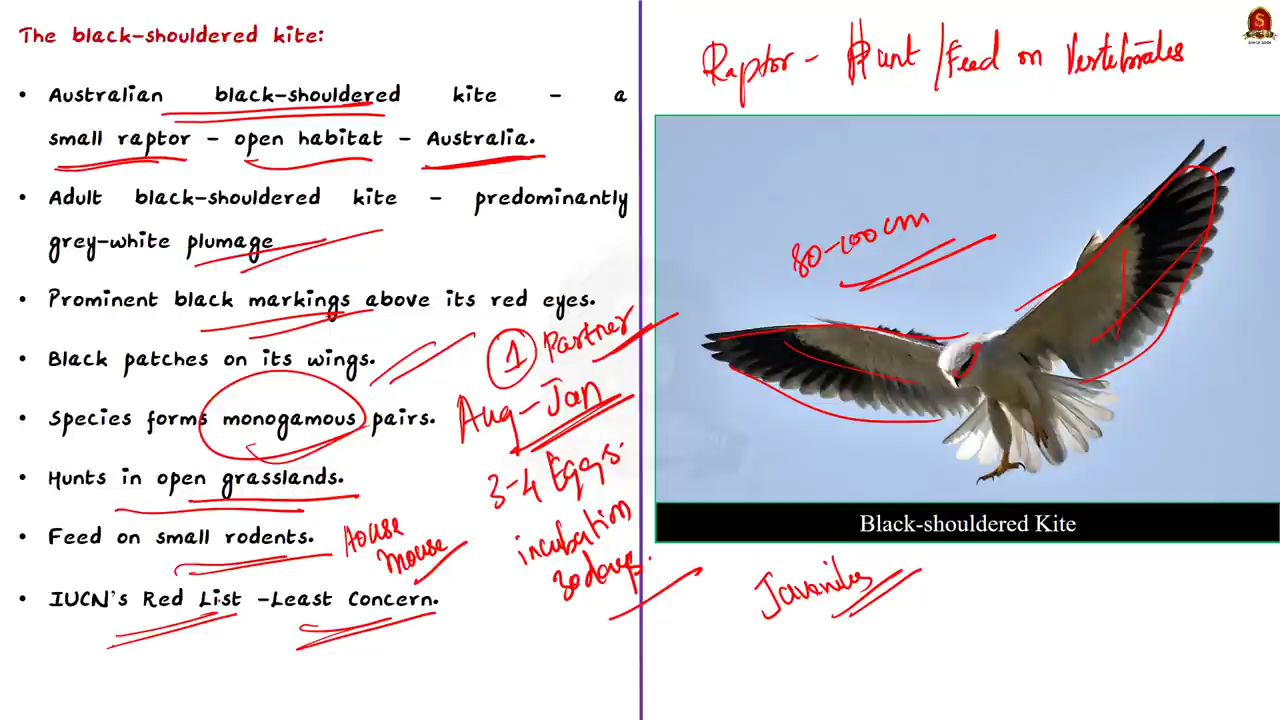 The black-shouldered kite:
• Australian black-shouldered kite - a
small raptor - open habitat - Australia.
• Adult black-shouldered kite - predominantly
grey-white plumage
• Prominent black markings above its red eyes.
• Black patches on its wings.
• Species forms monogamous pairs.
• Hunts in open grasslands.
• Feed on small rodents.
• IUCN's Red List -Least Concern.
1 Partner
Aug-Jan
3-4 Eggs.
incubation
30 days.
House
mouse
Raptor - Hunt/Feed on Vertebrates
S
80-100cm
Black-shouldered Kite